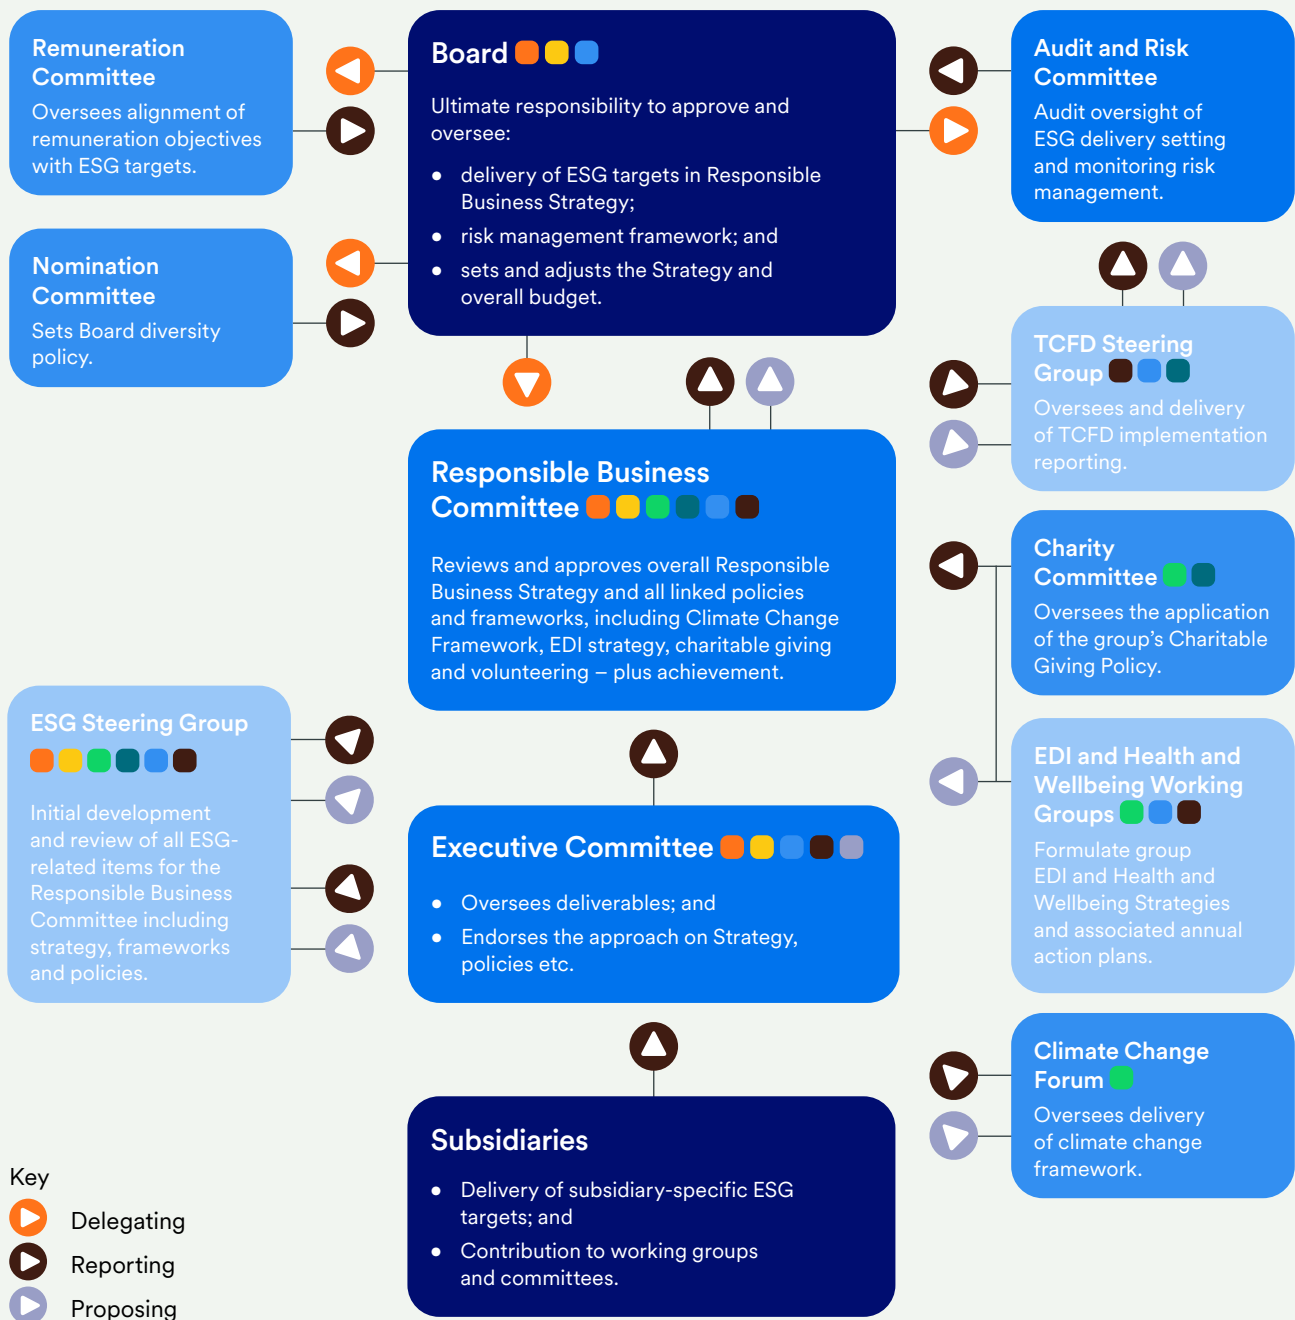 Remuneration
Committee
Oversees alignment of
remuneration objectives
with ESG targets.
Nomination
Committee
Sets Board diversity
policy.
Board
Ultimate responsibility to approve and
oversee:
● delivery of ESG targets in Responsible
Business Strategy;
● risk management framework; and
● sets and adjusts the Strategy and
overall budget.
Audit and Risk
Committee
Audit oversight of
ESG delivery setting
and monitoring risk
management.
TCFD Steering
Group
Oversees and delivery
of TCFD implementation
reporting.
Responsible Business
Committee
Reviews and approves overall Responsible
Business Strategy and all linked policies
and frameworks, including Climate Change
Framework, EDI strategy, charitable giving
and volunteering – plus achievement.
Charity
Committee
Oversees the application
of the group’s Charitable
Giving Policy.
ESG Steering Group
Initial development
and review of all ESG-
related items for the
Responsible Business
Committee including
strategy, frameworks
and policies.
Executive Committee
● Oversees deliverables; and
● Endorses the approach on Strategy,
policies etc.
EDI and Health and
Wellbeing Working
Groups
Formulate group
EDI and Health and
Wellbeing Strategies
and associated annual
action plans.
Climate Change
Forum
Oversees delivery
of climate change
framework.
Subsidiaries
● Delivery of subsidiary-specific ESG
targets; and
● Contribution to working groups
and committees.
Key
Delegating
Reporting
Proposing